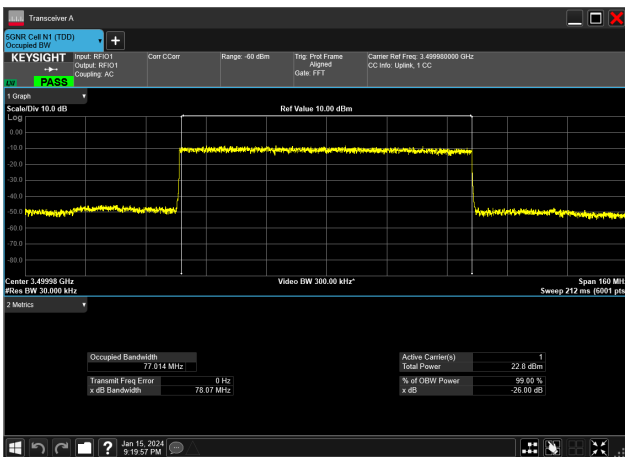 Transceiver A
5GNR Cell N1 (TDD)
Occupied BW
KEYSIGHT
LV PASS
Input: RFIO1
Output: RFIO1
Coupling: AC
Corr CCorr
Range: -60 dBm
Trig: Prot Frame
Aligned
Gate: FFT
Carrier Ref Freq: 3.499980000 GHz
CC Info: Uplink, 1 CC
1 Graph
Scale/Div 10.0 dB
Ref Value 10.00 dBm
Log
0.00
-10.0
-20.0
-30.0
-40.0
-50.0
-60.0
-70.0
-80.0
Center 3.49998 GHz
#Res BW 30.000 kHz
Video BW 300.00 kHz*
Span 160 MH
Sweep 212 ms (6001 pts
2 Metrics
Occupied Bandwidth
77.014 MHz
Transmit Freq Error 0 Hz
x dB Bandwidth 78.07 MHz
Active Carrier(s) 1
Total Power 22.8 dBm
% of OBW Power 99.00 %
x dB -26.00 dB
Jan 15, 2024
9:19:57 PM